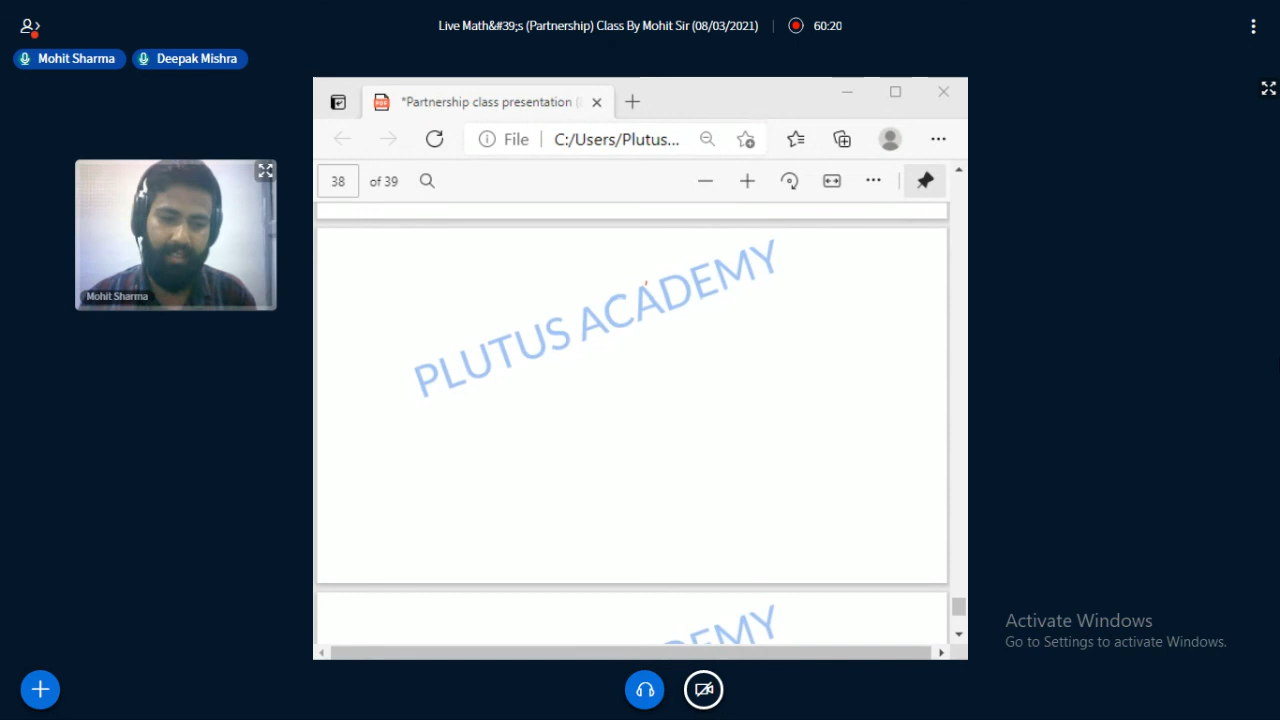 Live Math&#39;s (Partnership) Class By Mohit Sir (08/03/2021)
60:20
Mohit Sharma
Deepak Mishra
*Partnership class presentation (
File
C:/Users/Plutus...
38
of 39
PLUTUS ACADEMY
Mohit Sharma
ACADEMY
Activate Windows
Go to Settings to activate Windows.